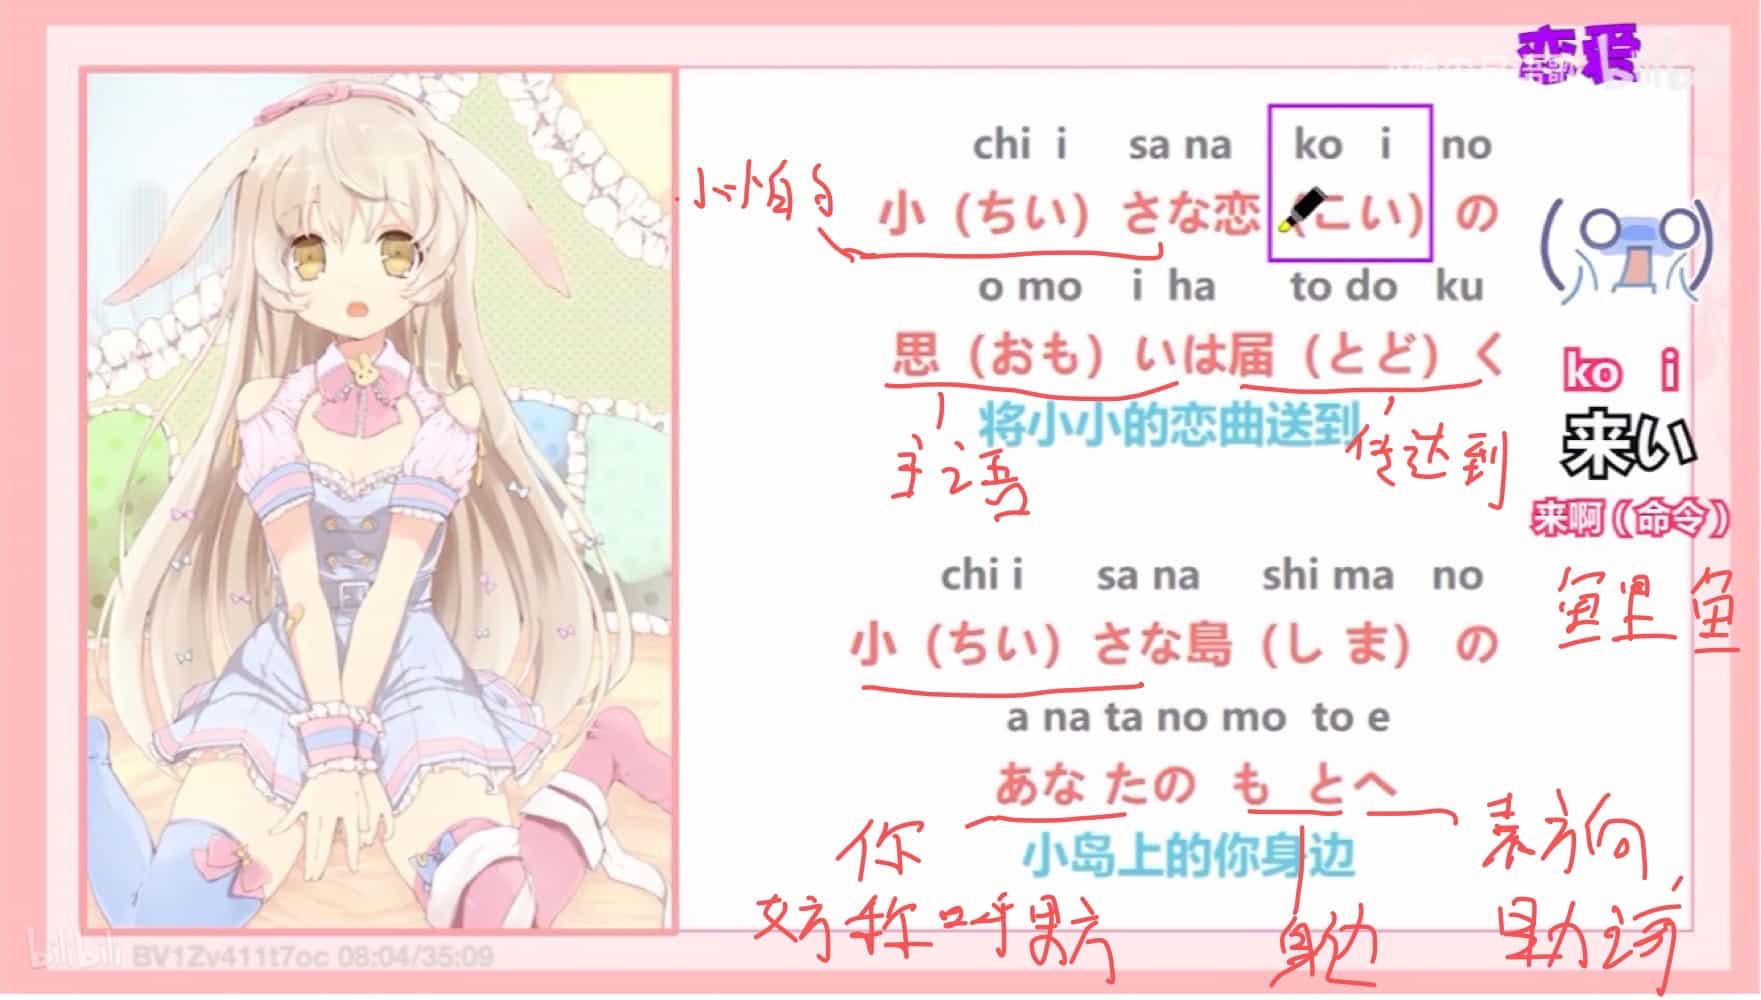 恋爱
chi i sa na ko i no
小怕的
小（ちい）さな恋（こい）の
o mo i ha to do ku
思（おも）いは届（とど）く
将小小的恋曲送到
主语
传达到
ko i
来い
来啊（命令）
鲤鱼
chi i sa na shi ma no
小（ちい）さな島（しま）の
a na ta no mo to e
あなたのもとへ
小岛上的你身边
你
女方称呼男方
身边
表方向
助词
bilibili BV1Zv411t7oc 08:04/35:09